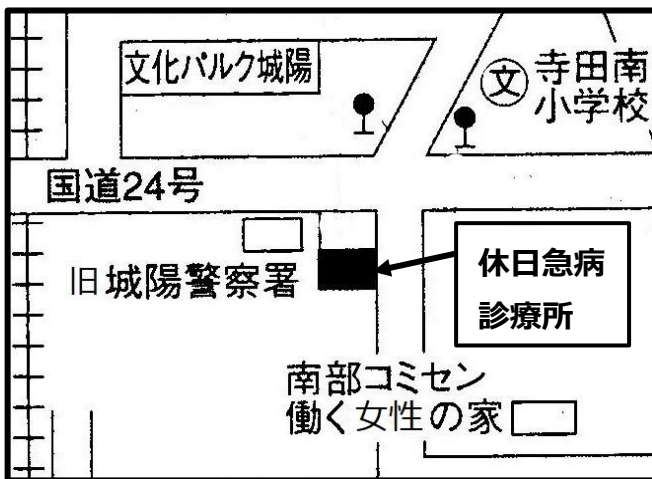 文化パルク城陽
文
寺田南
小学校
国道24号
旧城陽警察署
休日急病
診療所
南部コミセン
働く女性の家